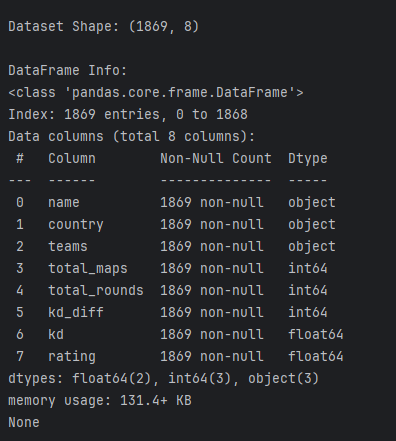 Dataset Shape: (1869, 8)

DataFrame Info:
<class 'pandas.core.frame.DataFrame'>
Index: 1869 entries, 0 to 1868
Data columns (total 8 columns):
 #   Column        Non-Null Count  Dtype
---  ------        --------------  -----
 0   name          1869 non-null   object
 1   country       1869 non-null   object
 2   teams         1869 non-null   object
 3   total_maps    1869 non-null   int64
 4   total_rounds  1869 non-null   int64
 5   kd_diff       1869 non-null   int64
 6   kd            1869 non-null   float64
 7   rating        1869 non-null   float64
dtypes: float64(2), int64(3), object(3)
memory usage: 131.4+ KB
None